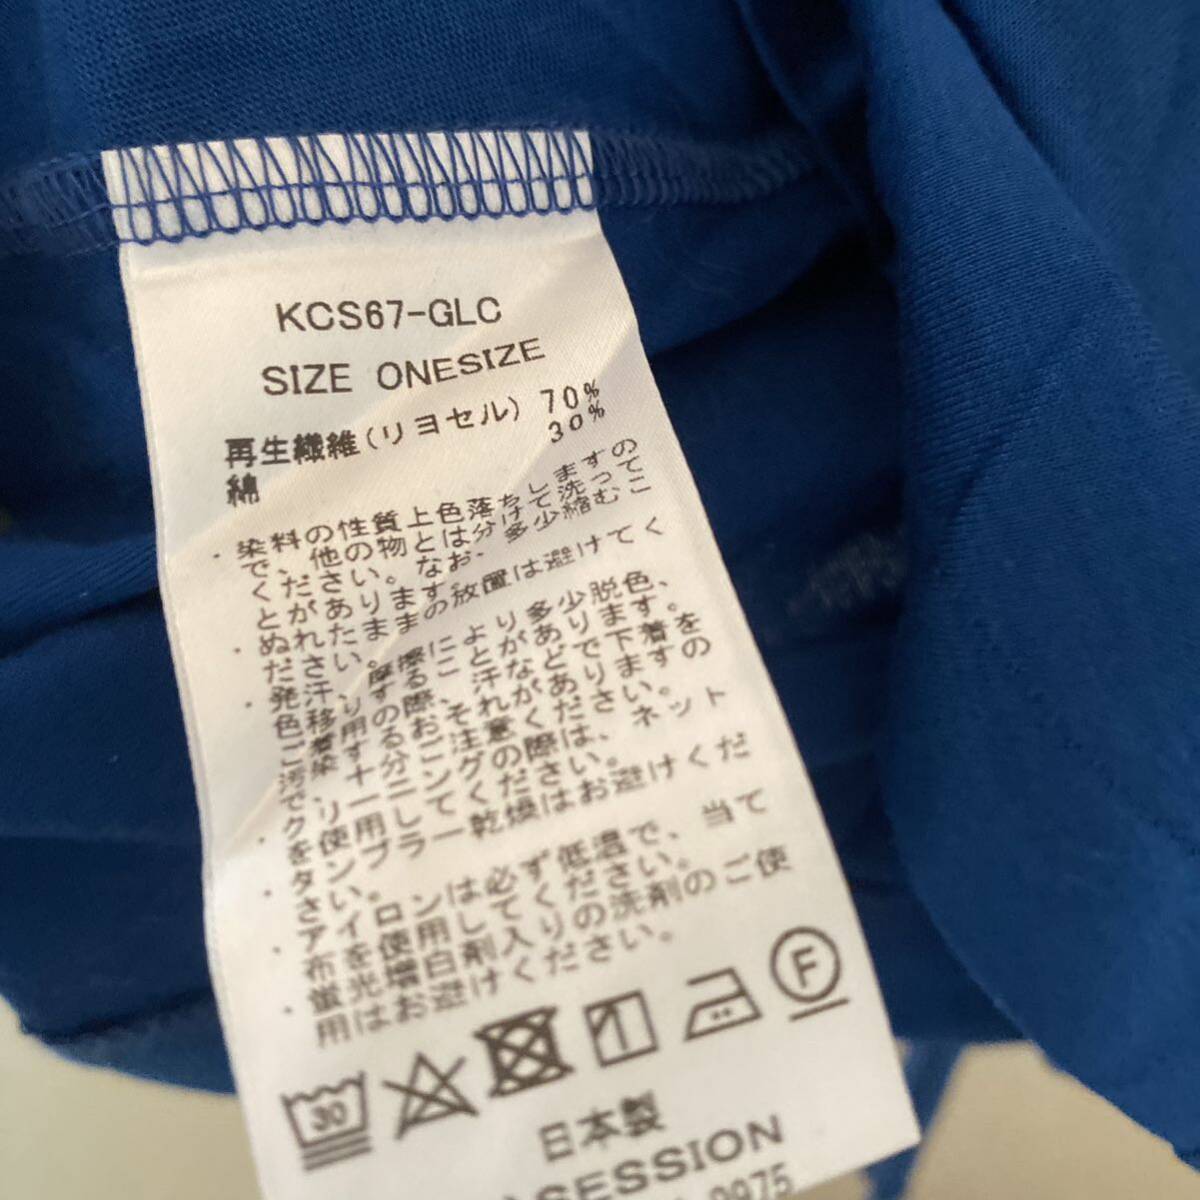 KCS67-GLC
SIZE ONESIZE
再生繊維(リヨセル) 70%
綿 30%
・染料の性質上色落ちしますの
で、他の物とは分けて洗って
ください。なお、多少縮むこ
とがあります。
・ぬれたままの放置は避けてく
ださい。
・発汗、摩擦により多少脱色、
色移りすることがあります。
ご着用の際、汗などで下着を
汚染するおそれがありますの
で十分ご注意ください。
・クリーニングの際は、ネット
を使用してください。
・タンブラー乾燥はお避けくだ
さい。
・アイロンは必ず低温で、当て
布を使用してください。
・蛍光増白剤入りの洗剤のご使
用はお避けください。
30
F
日本製
SESSION
0975